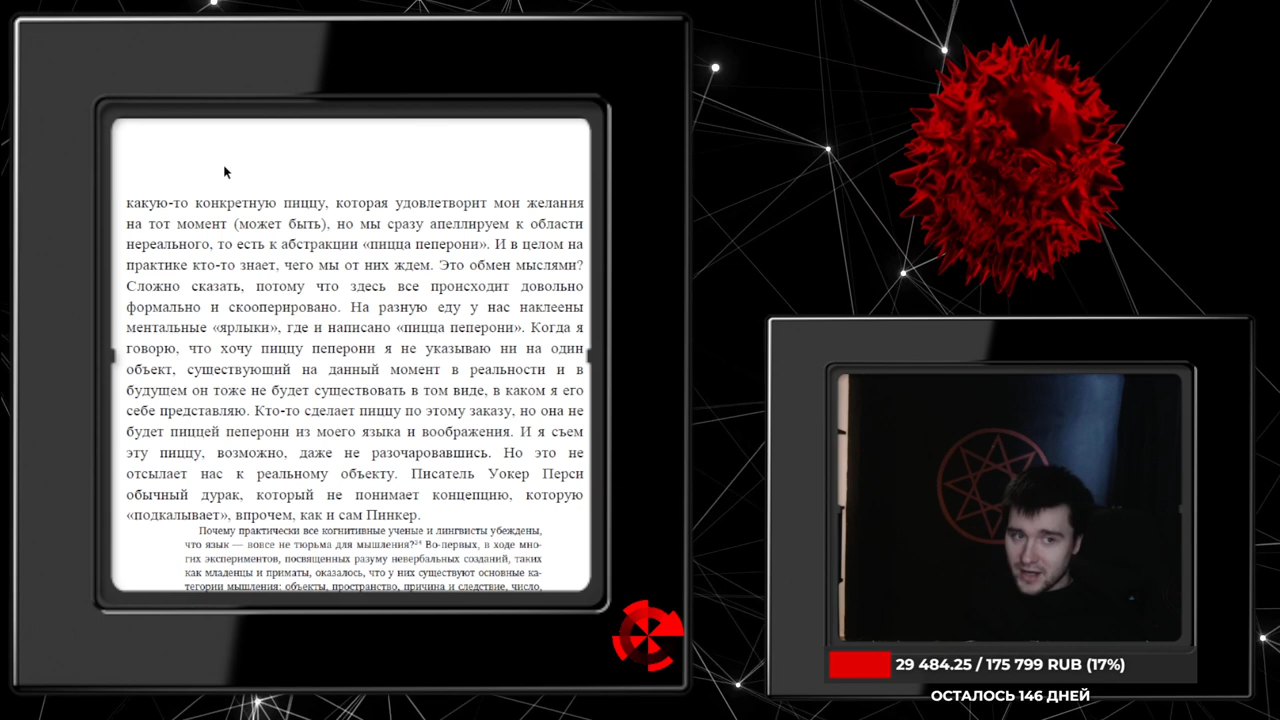 какую-то конкретную пиццу, которая удовлетворит мои желания
на тот момент (может быть), но мы сразу апеллируем к области
нереального, то есть к абстракции «пицца пеперони». И в целом на
практике кто-то знает, чего мы от них ждем. Это обмен мыслями?
Сложно сказать, потому что здесь все происходит довольно
формально и скооперировано. На разную еду у нас наклеены
ментальные «ярлыки», где и написано «пицца пеперони». Когда я
говорю, что хочу пиццу пеперони я не указываю ни на один
объект, существующий на данный момент в реальности и в
будущем он тоже не будет существовать в том виде, в каком я его
себе представляю. Кто-то сделает пиццу по этому заказу, но она не
будет пиццей пеперони из моего языка и воображения. И я съем
эту пиццу, возможно, даже не разочаровавшись. Но это не
отсылает нас к реальному объекту. Писатель Уокер Перси
обычный дурак, который не понимает концепцию, которую
«подкалывает», впрочем, как и сам Пинкер.
Почему практически все когнитивные ученые и лингвисты убеждены,
что язык — вовсе не тюрьма для мышления?²⁴ Во-первых, в ходе мно-
гих экспериментов, посвященных разуму невербальных созданий, таких
как младенцы и приматы, оказалось, что у них существуют основные ка-
тегории мышления: объекты, пространство, причина и следствие, число,
29 484.25 / 175 799 RUB (17%)
ОСТАЛОСЬ 146 ДНЕЙ